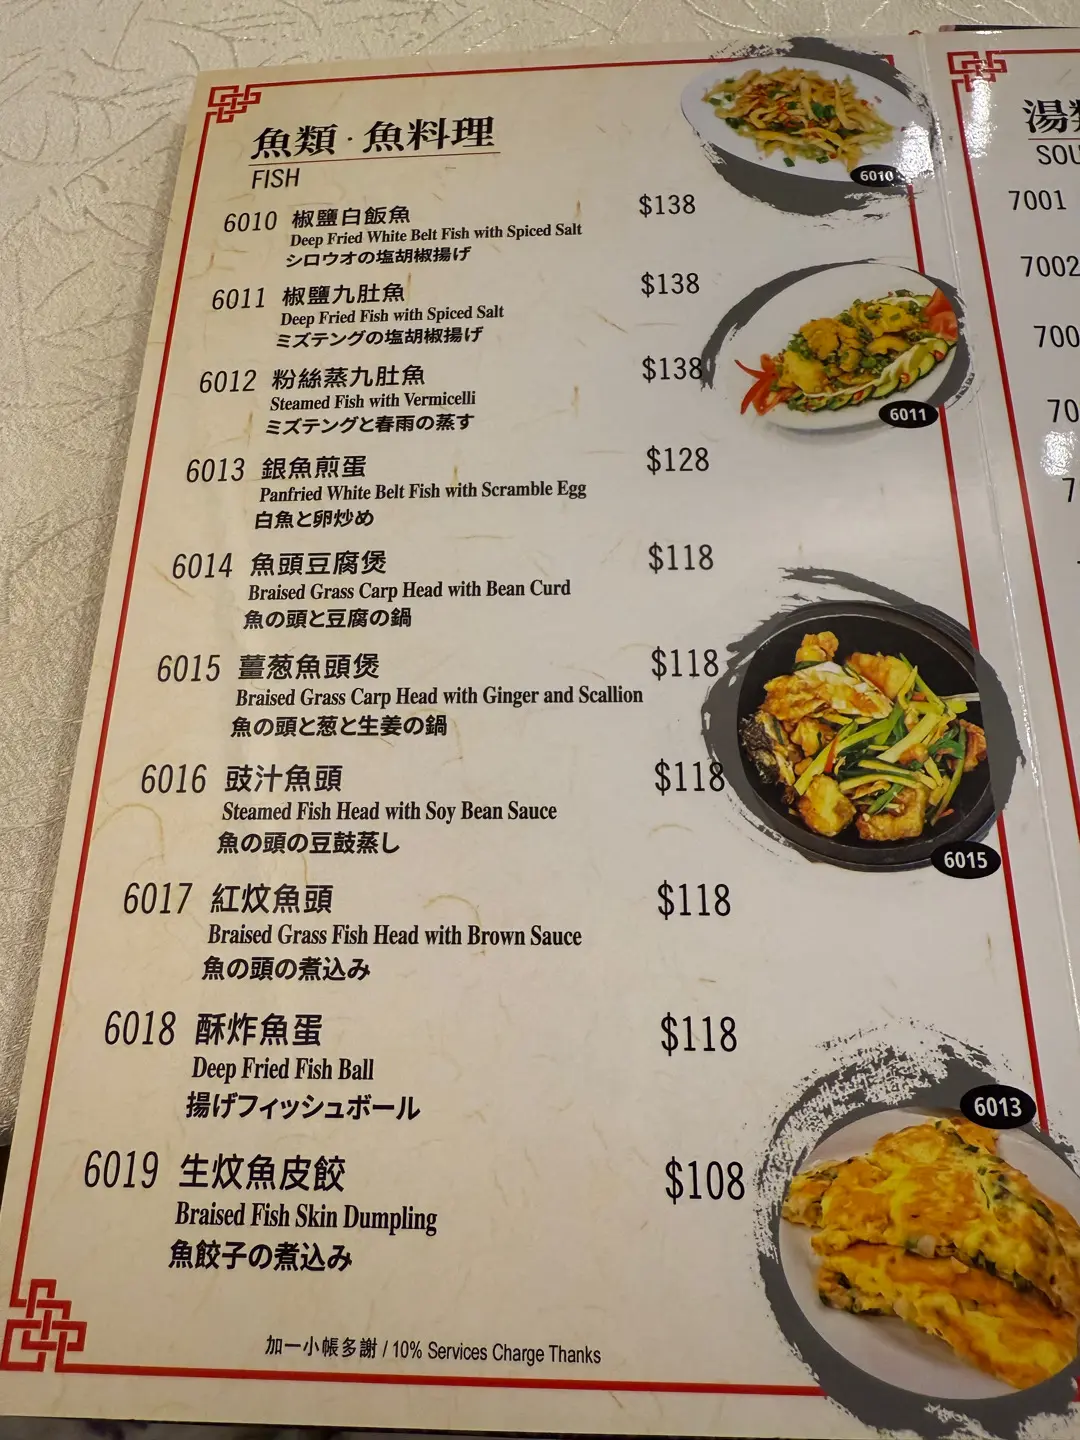 魚類·魚料理
FISH
6010 椒鹽白飯魚 $138
Deep Fried White Belt Fish with Spiced Salt
シロウオの塩胡椒揚げ
6011 椒鹽九肚魚 $138
Deep Fried Fish with Spiced Salt
ミズテングの塩胡椒揚げ
6012 粉絲蒸九肚魚 $138
Steamed Fish with Vermicelli
ミズテングと春雨の蒸す
6013 銀魚煎蛋 $128
Panfried White Belt Fish with Scramble Egg
白魚と卵炒め
6014 魚頭豆腐煲 $118
Braised Grass Carp Head with Bean Curd
魚の頭と豆腐の鍋
6015 薑葱魚頭煲 $118
Braised Grass Carp Head with Ginger and Scallion
魚の頭と葱と生姜の鍋
6016 豉汁魚頭 $118
Steamed Fish Head with Soy Bean Sauce
魚の頭の豆鼓蒸し
6017 紅炆魚頭 $118
Braised Grass Fish Head with Brown Sauce
魚の頭の煮込み
6018 酥炸魚蛋 $118
Deep Fried Fish Ball
揚げフィッシュボール
6019 生炆魚皮餃 $108
Braised Fish Skin Dumpling
魚餃子の煮込み
加一小帳多謝 / 10% Services Charge Thanks
6010
6011
6015
6013
湯
7001
7002